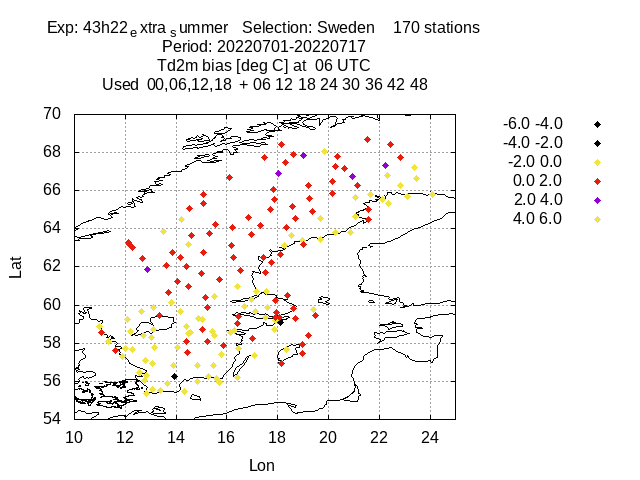 Exp: 43h22extrasummer Selection: Sweden 170 stations
Period: 20220701-20220717
Td2m bias [deg C] at 06 UTC
Used 00,06,12,18 + 06 12 18 24 30 36 42 48
70
68
66
64
62
60
58
56
54
10 12 14 16 18 20 22 24
Lat
Lon
-6.0 -4.0
-4.0 -2.0
-2.0 0.0
0.0 2.0
2.0 4.0
4.0 6.0